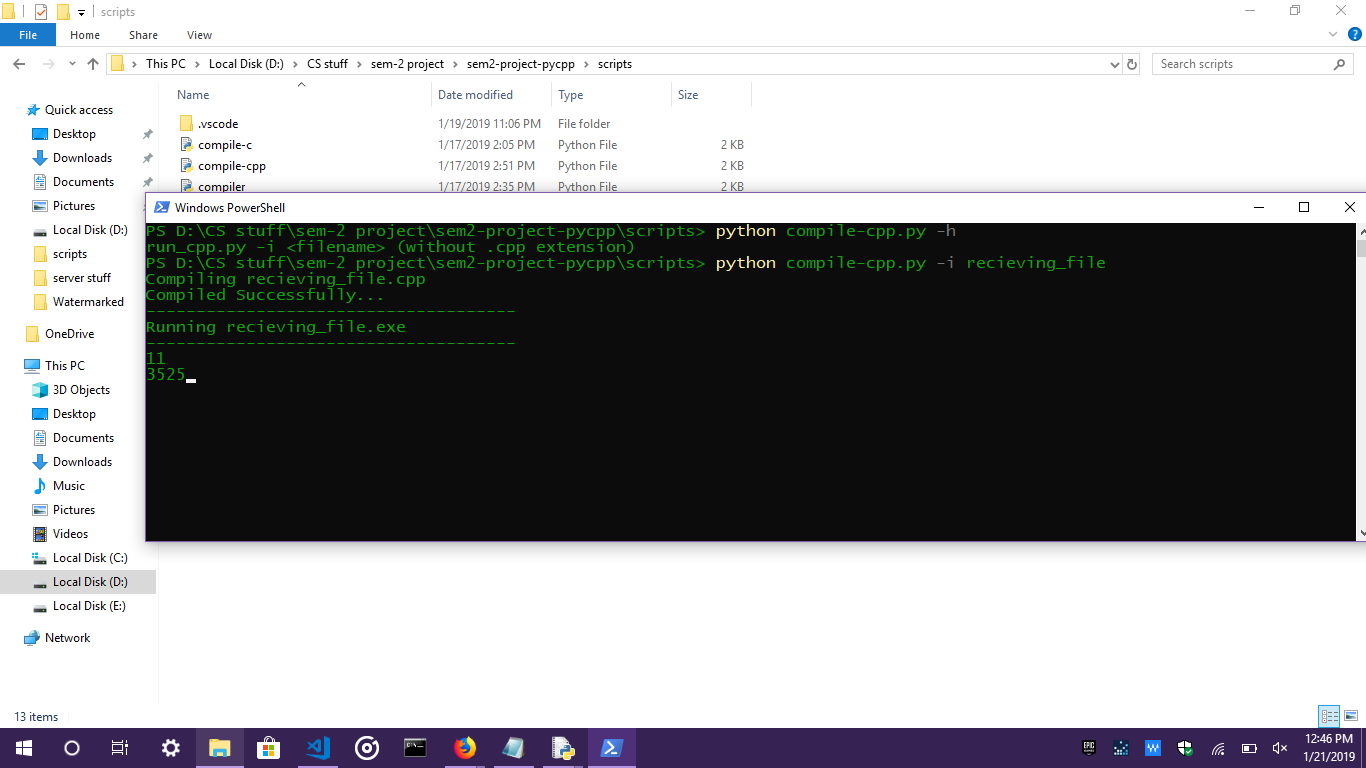 scripts
File Home Share View
This PC Local Disk (D:) CS stuff sem-2 project sem2-project-pycpp scripts
Search scripts
Name Date modified Type Size
.vscode 1/19/2019 11:06 PM File folder
compile-c 1/17/2019 2:05 PM Python File 2 KB
compile-cpp 1/17/2019 2:51 PM Python File 2 KB
compiler 1/17/2019 2:35 PM Python File 2 KB
Quick access
Desktop
Downloads
Documents
Pictures
Local Disk (D:)
scripts
server stuff
Watermarked
OneDrive
This PC
3D Objects
Desktop
Documents
Downloads
Music
Pictures
Videos
Local Disk (C:)
Local Disk (D:)
Local Disk (E:)
Network
Windows PowerShell
PS D:\CS stuff\sem-2 project\sem2-project-pycpp\scripts> python compile-cpp.py -h
run_cpp.py -i <filename> (without .cpp extension)
PS D:\CS stuff\sem-2 project\sem2-project-pycpp\scripts> python compile-cpp.py -i recieving_file
Compiling recieving_file.cpp
Compiled Successfully...
-------------------------------------
Running recieving_file.exe
-------------------------------------
11
3525
13 items
EPIC
12:46 PM
1/21/2019